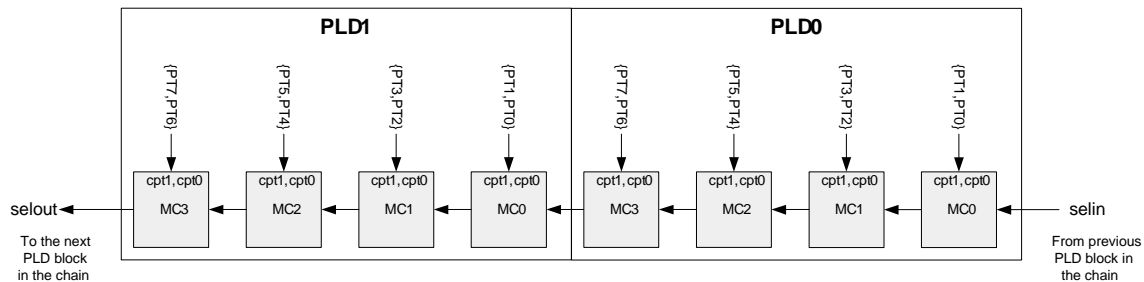 PLD1
PLD0
{PT7,PT6}
{PT5,PT4}
{PT3,PT2}
{PT1,PT0}
{PT7,PT6}
{PT5,PT4}
{PT3,PT2}
{PT1,PT0}
cpt1,cpt0
cpt1,cpt0
cpt1,cpt0
cpt1,cpt0
cpt1,cpt0
cpt1,cpt0
cpt1,cpt0
cpt1,cpt0
selout
MC3
MC2
MC1
MC0
MC3
MC2
MC1
MC0
selin
To the next
PLD block
in the chain
From previous
PLD block in
the chain